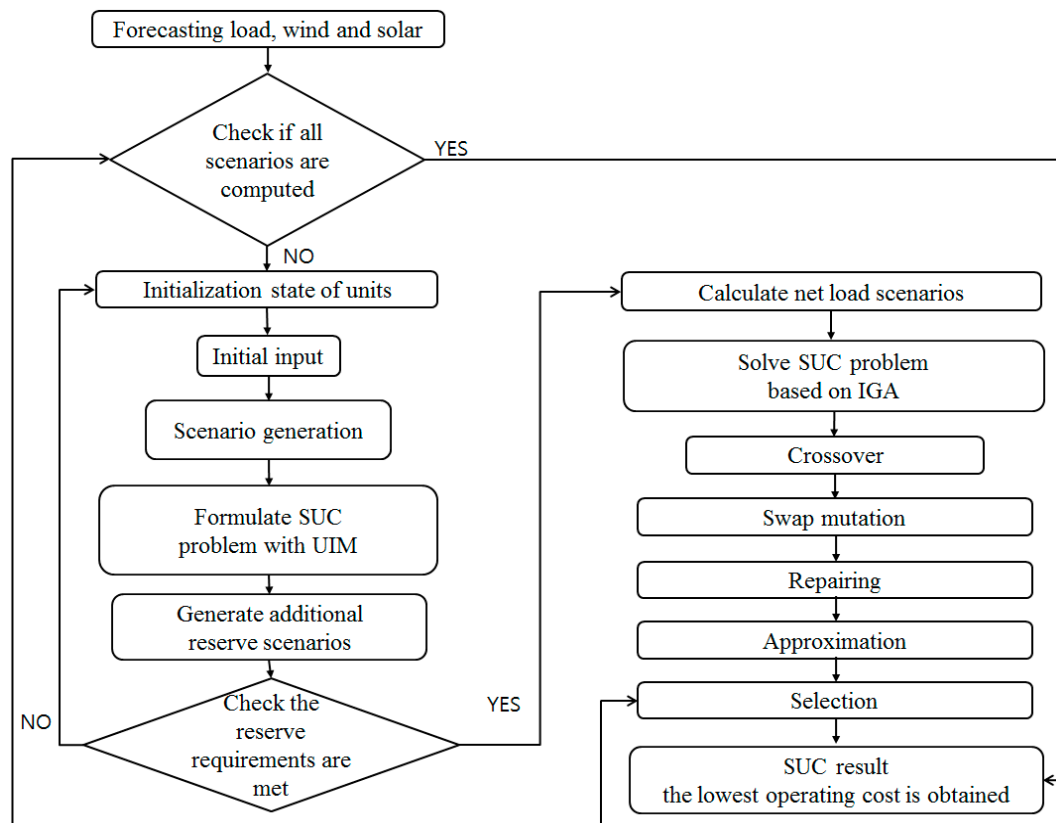 Forecasting load, wind and solar
Check if all
scenarios are
computed
YES
NO
Initialization state of units
Initial input
Scenario generation
Formulate SUC
problem with UIM
Generate additional
reserve scenarios
Check the
reserve
requirements are
met
NO
YES
Calculate net load scenarios
Solve SUC problem
based on IGA
Crossover
Swap mutation
Repairing
Approximation
Selection
SUC result
the lowest operating cost is obtained